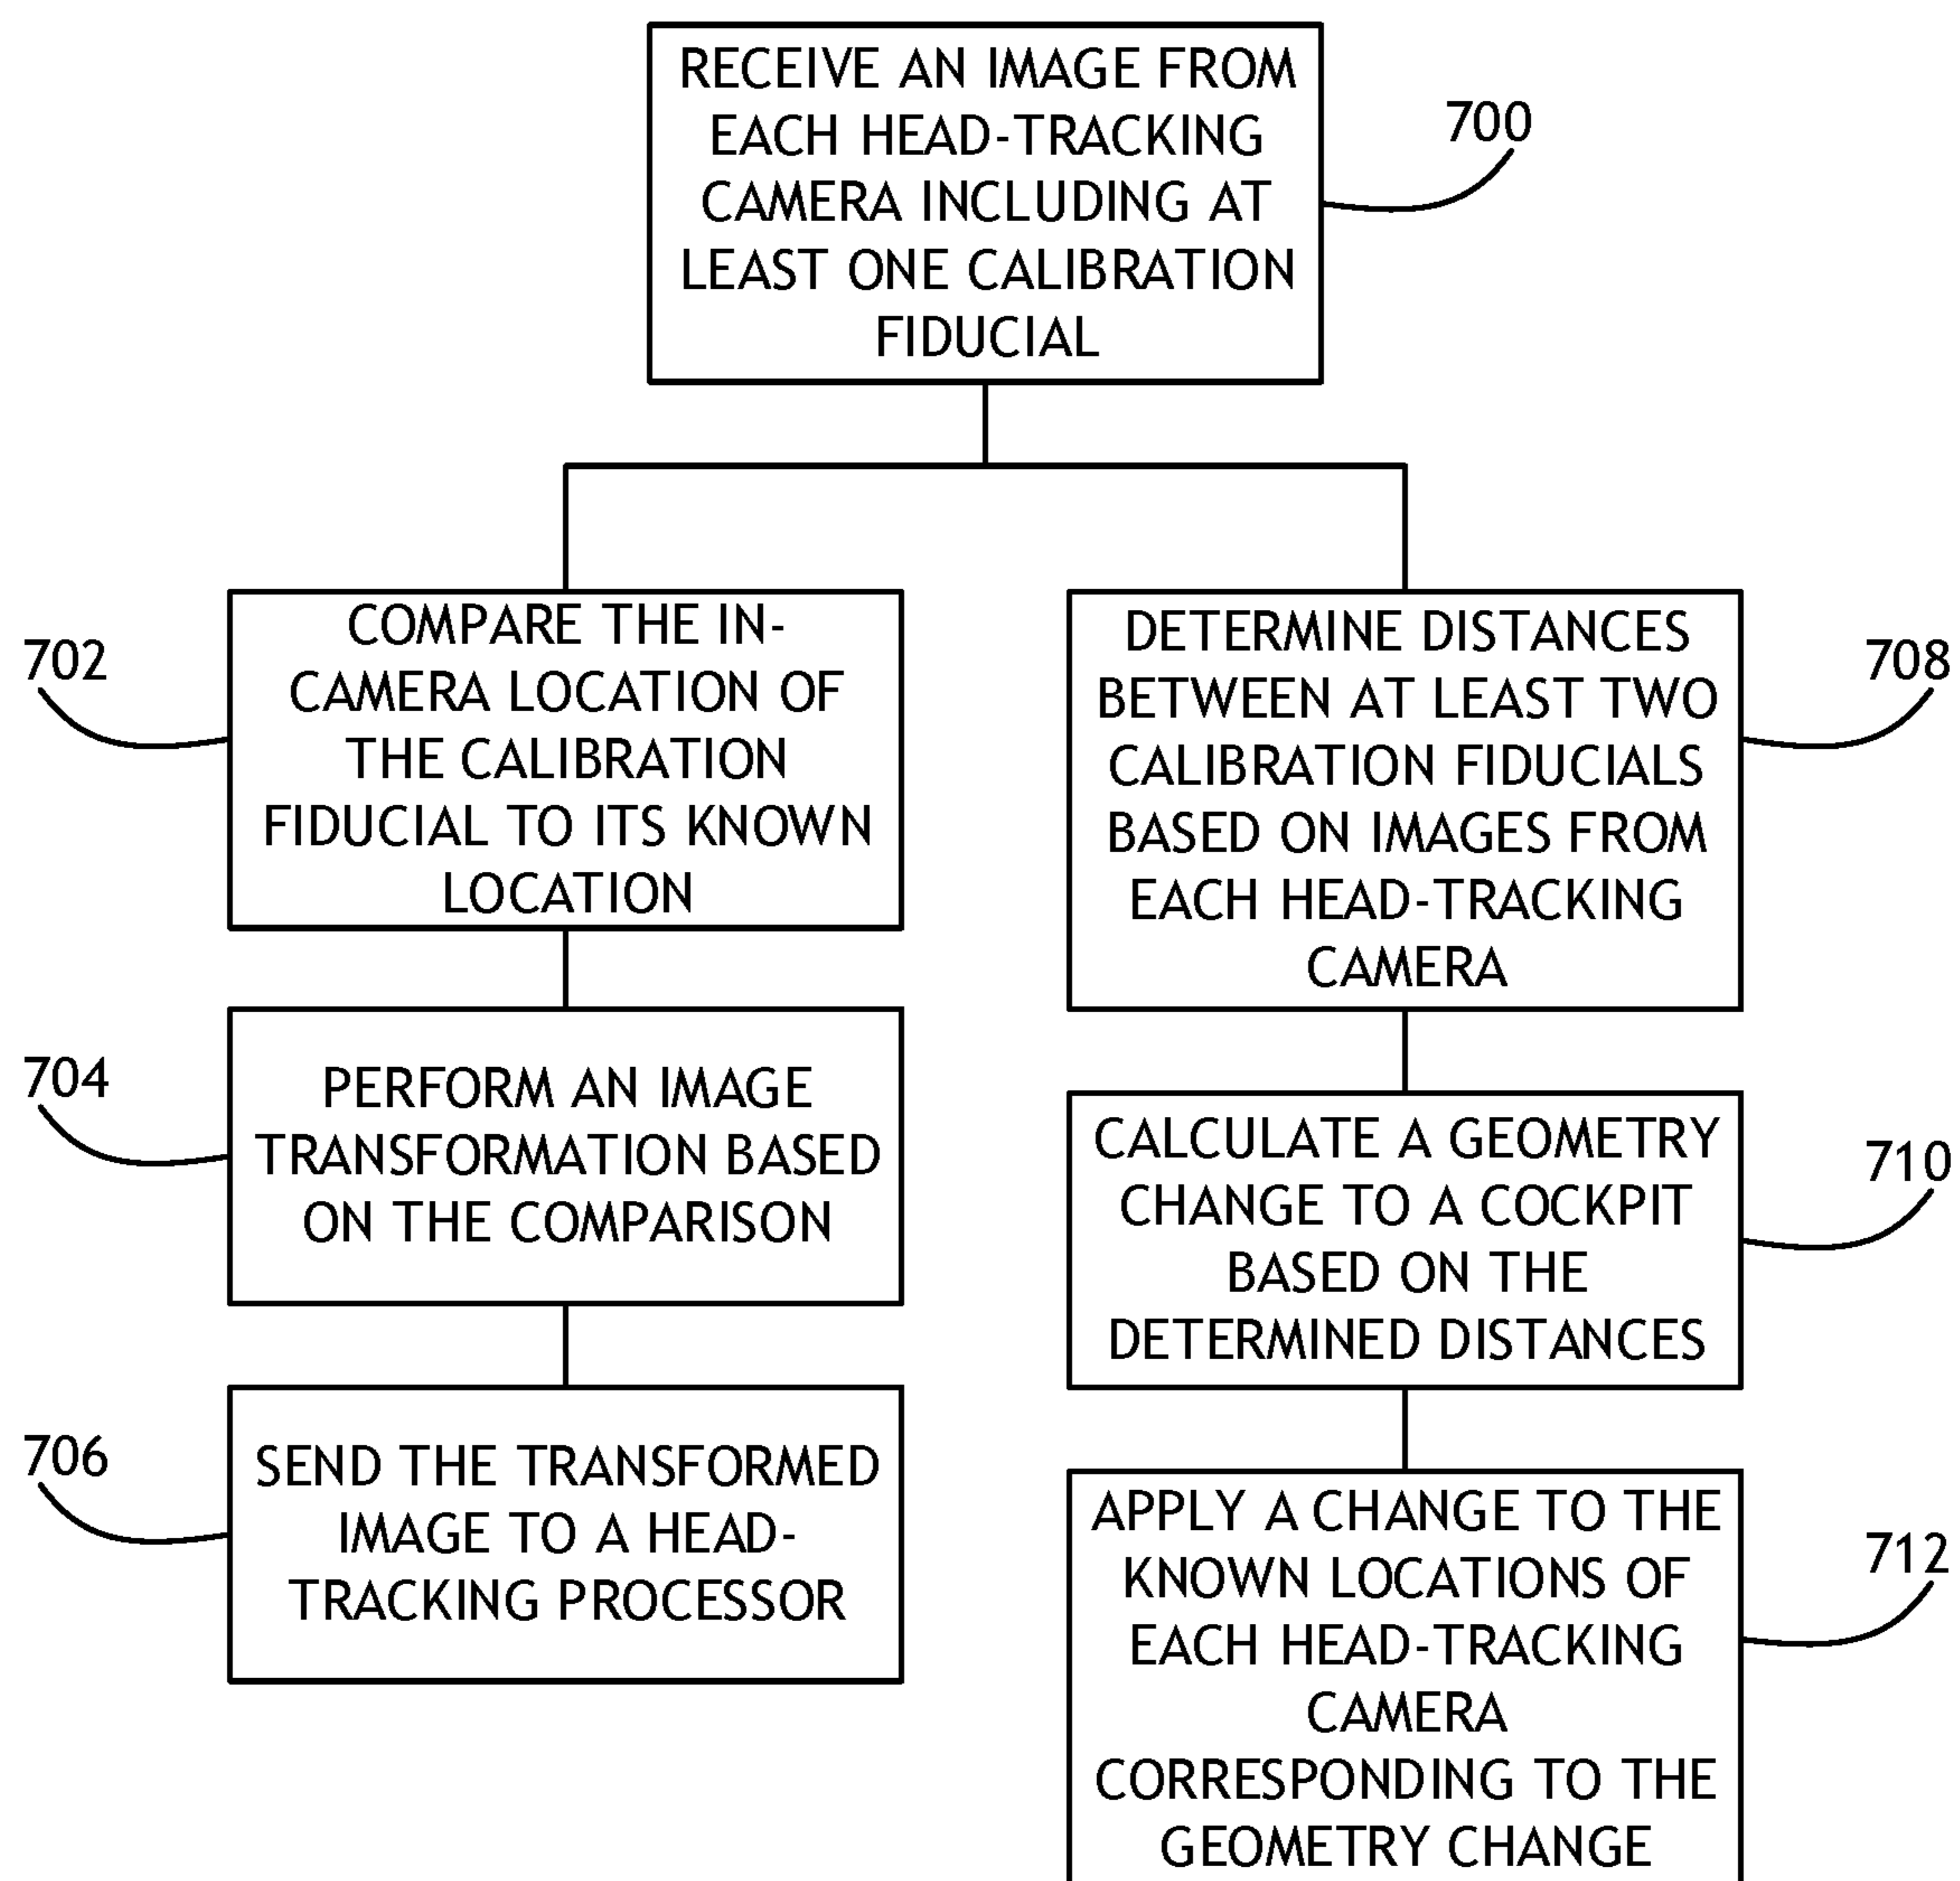 RECEIVE AN IMAGE FROM
EACH HEAD-TRACKING
CAMERA INCLUDING AT
LEAST ONE CALIBRATION
FIDUCIAL
700
702
COMPARE THE IN-
CAMERA LOCATION OF
THE CALIBRATION
FIDUCIAL TO ITS KNOWN
LOCATION
704
PERFORM AN IMAGE
TRANSFORMATION BASED
ON THE COMPARISON
706
SEND THE TRANSFORMED
IMAGE TO A HEAD-
TRACKING PROCESSOR
DETERMINE DISTANCES
BETWEEN AT LEAST TWO
CALIBRATION FIDUCIALS
BASED ON IMAGES FROM
EACH HEAD-TRACKING
CAMERA
708
CALCULATE A GEOMETRY
CHANGE TO A COCKPIT
BASED ON THE
DETERMINED DISTANCES
710
APPLY A CHANGE TO THE
KNOWN LOCATIONS OF
EACH HEAD-TRACKING
CAMERA
CORRESPONDING TO THE
GEOMETRY CHANGE
712